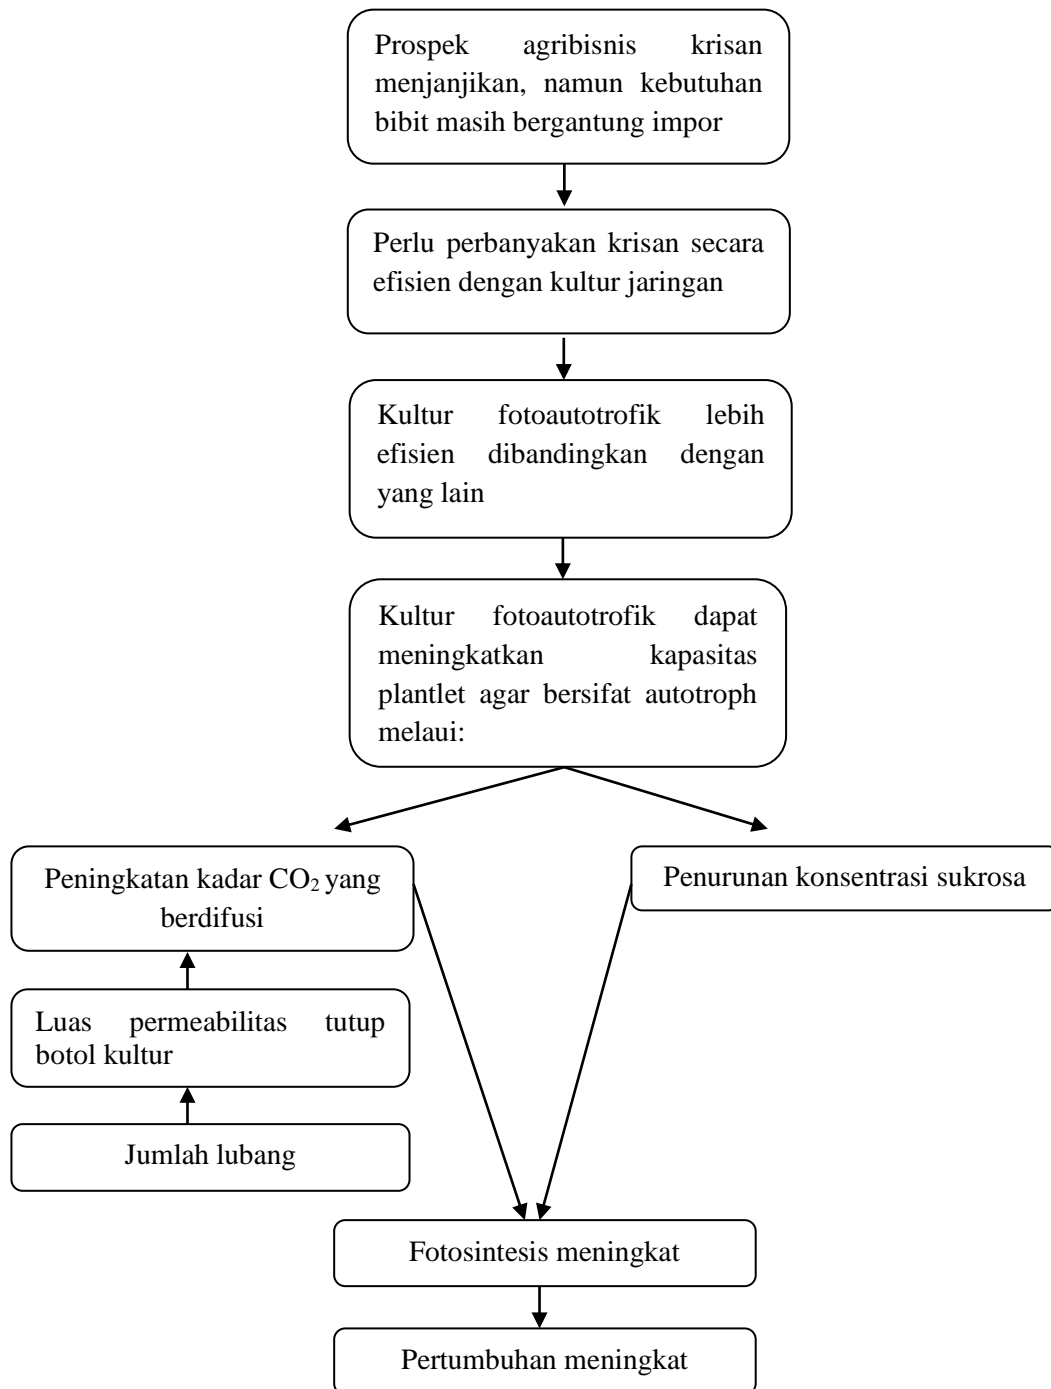 Prospek agribisnis krisan
menjanjikan, namun kebutuhan
bibit masih bergantung impor
Perlu perbanyakan krisan secara
efisien dengan kultur jaringan
Kultur fotoautotrofik lebih
efisien dibandingkan dengan
yang lain
Kultur fotoautotrofik dapat
meningkatkan kapasitas
plantlet agar bersifat autotroph
melaui:
Peningkatan kadar CO₂ yang
berdifusi
Penurunan konsentrasi sukrosa
Luas permeabilitas tutup
botol kultur
Jumlah lubang
Fotosintesis meningkat
Pertumbuhan meningkat